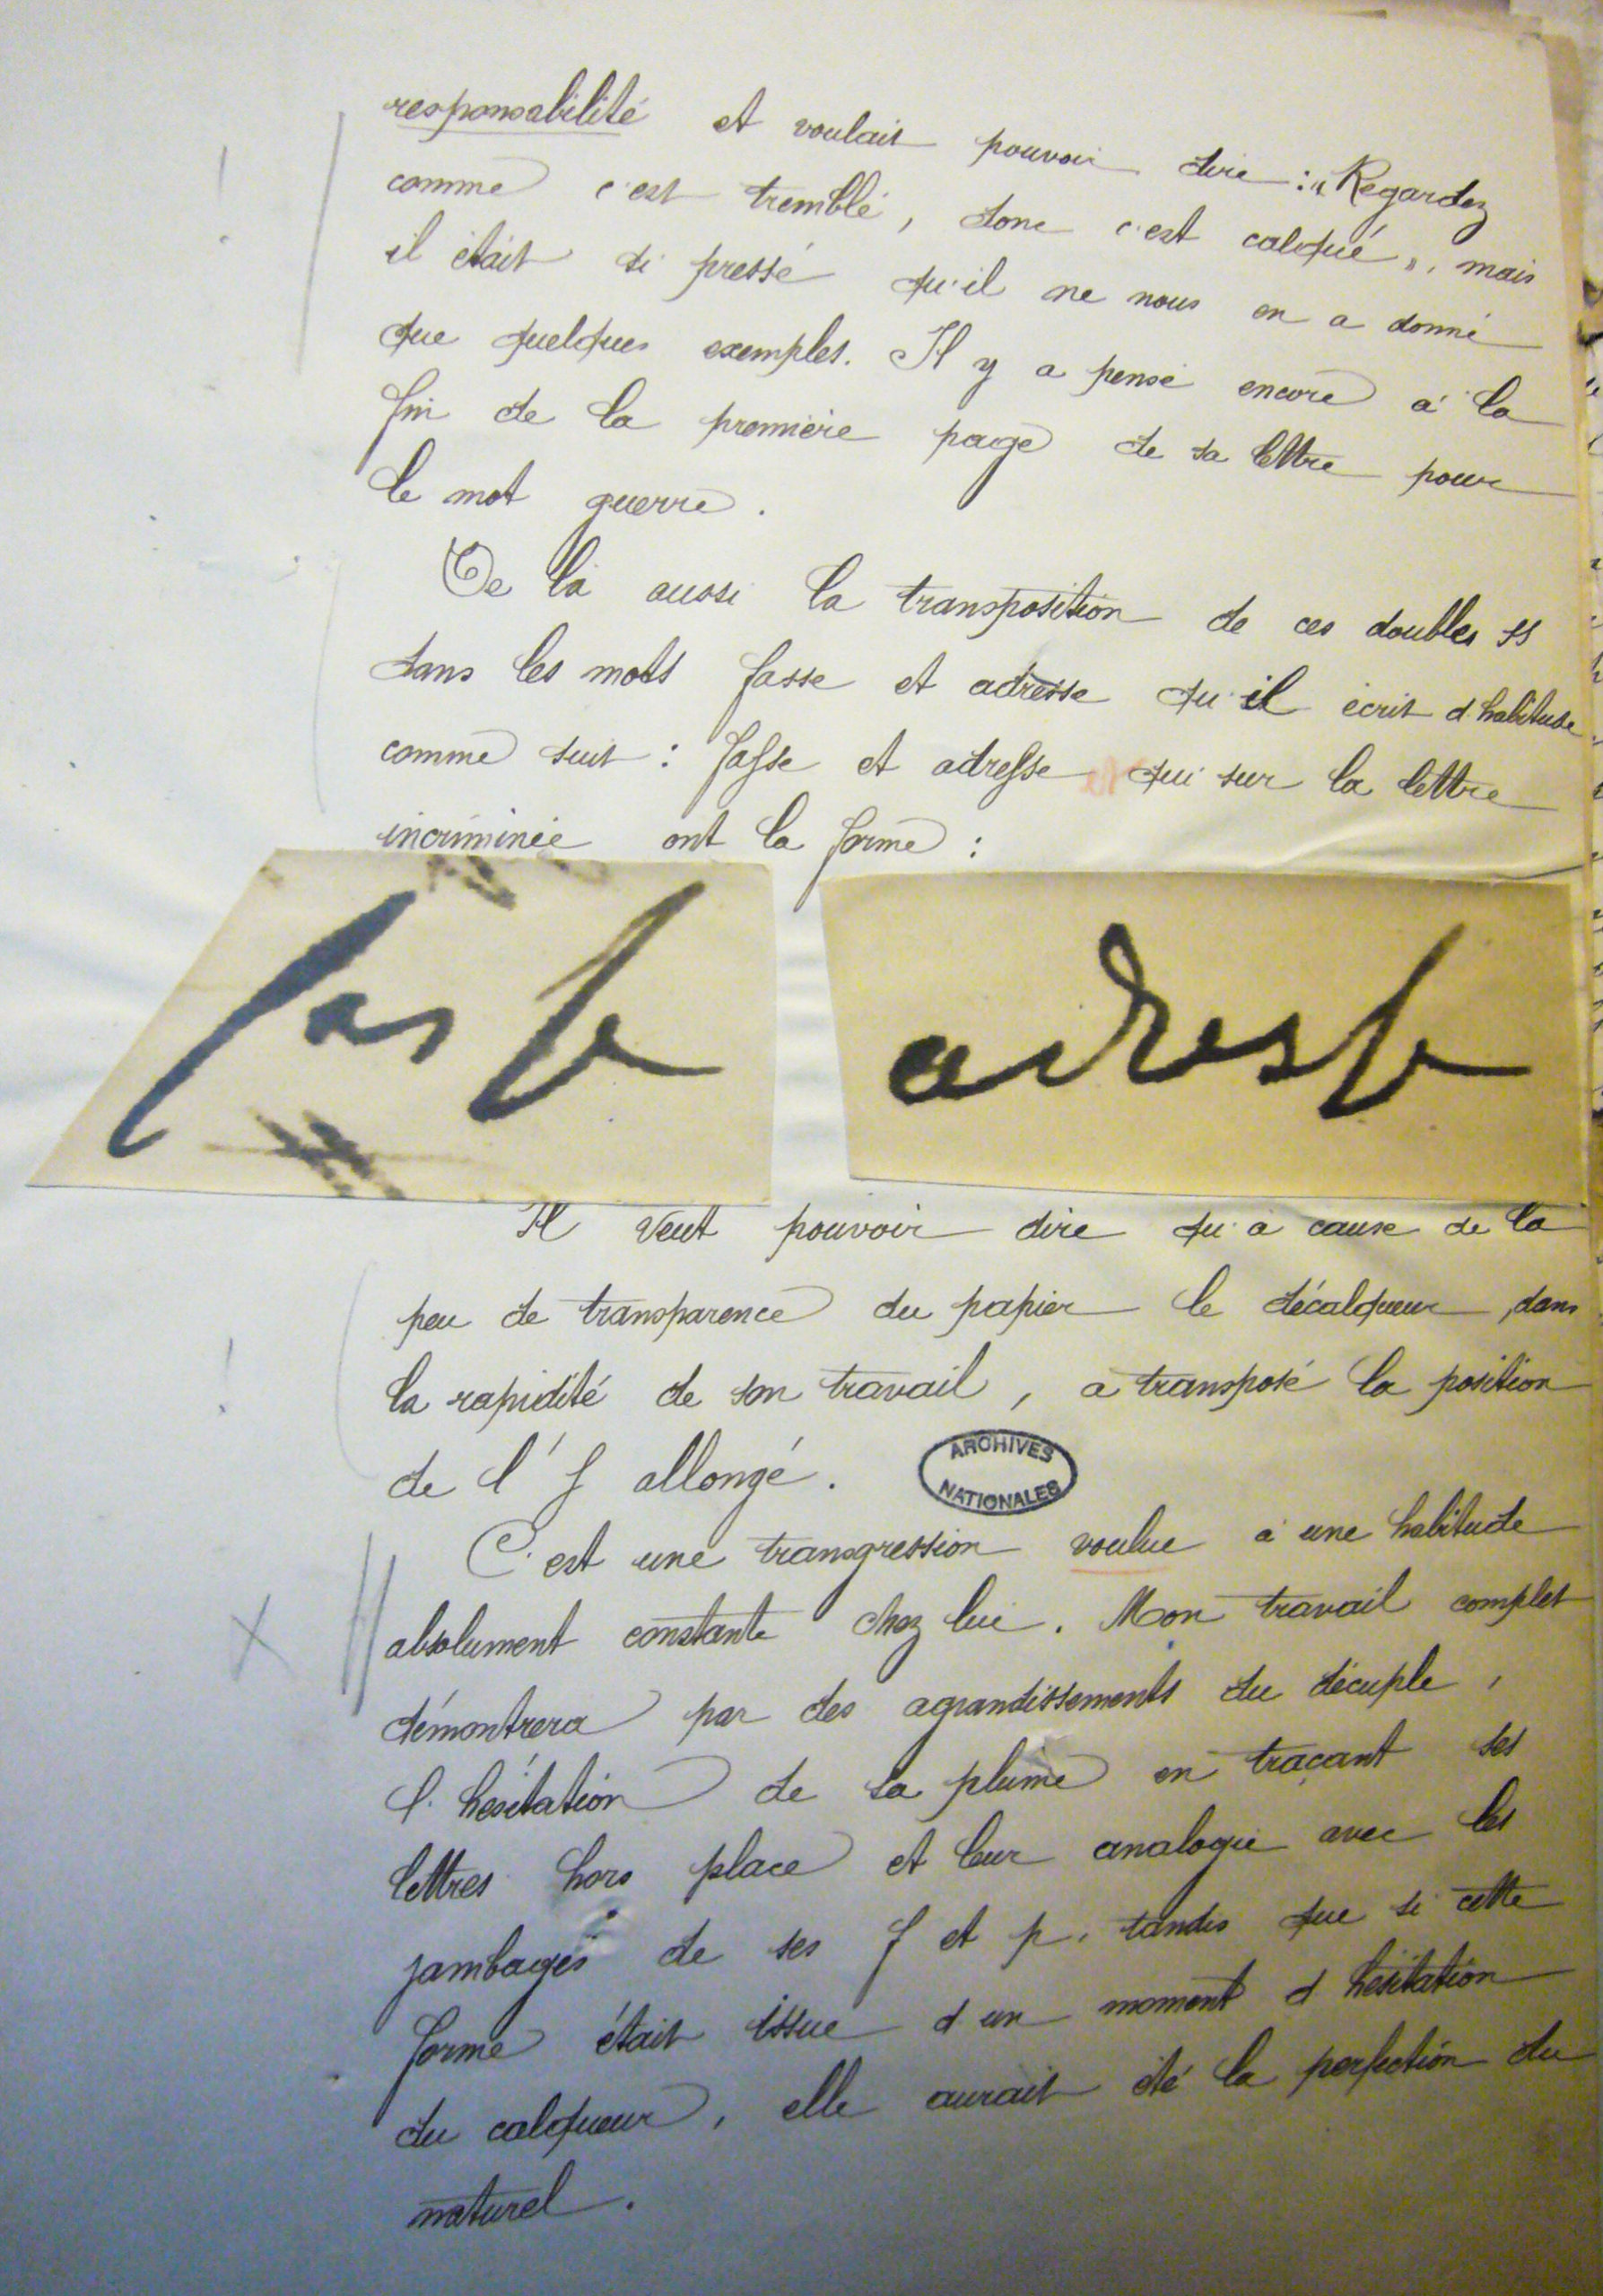 responsabilité et voulait pouvoir dire : „Regardez
comme c'est tremblé, donc c'est calqué", mais
il était si pressé qu'il ne nous en a donné
que quelques exemples. Il y a pensé encore à la
fin de la première page de sa lettre pour
le mot guerre.
De là aussi la transposition de ces doubles ss
dans les mots fasse et adresse qu'il écrit d'habitude
comme suit : faſse et adreſse qui sur la lettre
incriminée ont la forme :
fasſe adresſe
Il veut pouvoir dire qu'à cause de la
peu de transparence du papier le décalqueur, dans
la rapidité de son travail, a transposé la position
de l'ſ allongé.
ARCHIVES
NATIONALES
C'est une transgression voulue à une habitude
absolument constante chez lui. Mon travail complet
démontrera par des agrandissements du décuple,
l'hésitation de sa plume en traçant ses
lettres hors place et leur analogie avec les
jambages de ses f et p, tandis que si cette
forme était issue d'un moment d'hésitation
du calqueur, elle aurait été la perfection du
naturel.